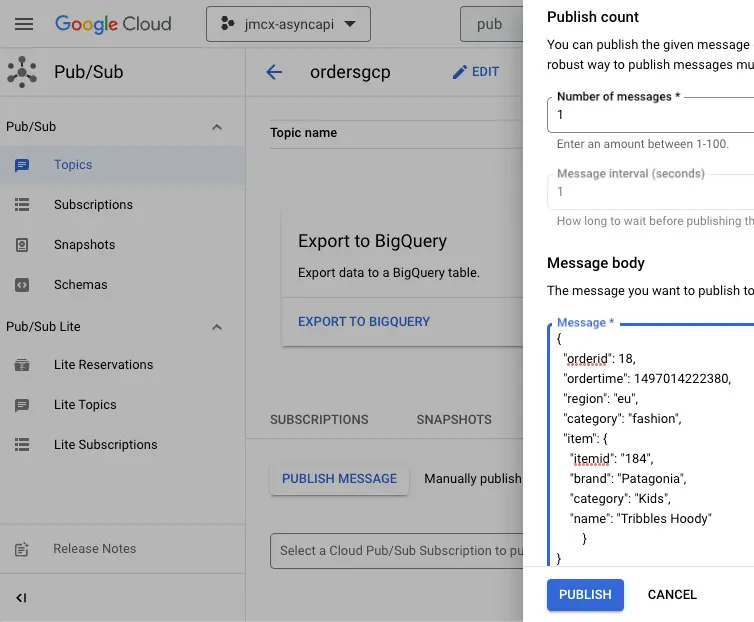 Google Cloud
jmcx-asyncapi
pub
Pub/Sub
ordersgcp
EDIT
Pub/Sub
Topics
Subscriptions
Snapshots
Schemas
Pub/Sub Lite
Lite Reservations
Lite Topics
Lite Subscriptions
Release Notes
Topic name
Export to BigQuery
Export data to a BigQuery table.
EXPORT TO BIGQUERY
SUBSCRIPTIONS SNAPSHOTS
PUBLISH MESSAGE Manually publish
Select a Cloud Pub/Sub Subscription to pu
Publish count
You can publish the given message
robust way to publish messages mu
Number of messages *
1
Enter an amount between 1-100.
Message interval (seconds)
1
How long to wait before publishing th
Message body
The message you want to publish to
Message *
{
"orderid": 18,
"ordertime": 1497014222380,
"region": "eu",
"category": "fashion",
"item": {
"itemid": "184",
"brand": "Patagonia",
"category": "Kids",
"name": "Tribbles Hoody"
}
}
PUBLISH CANCEL